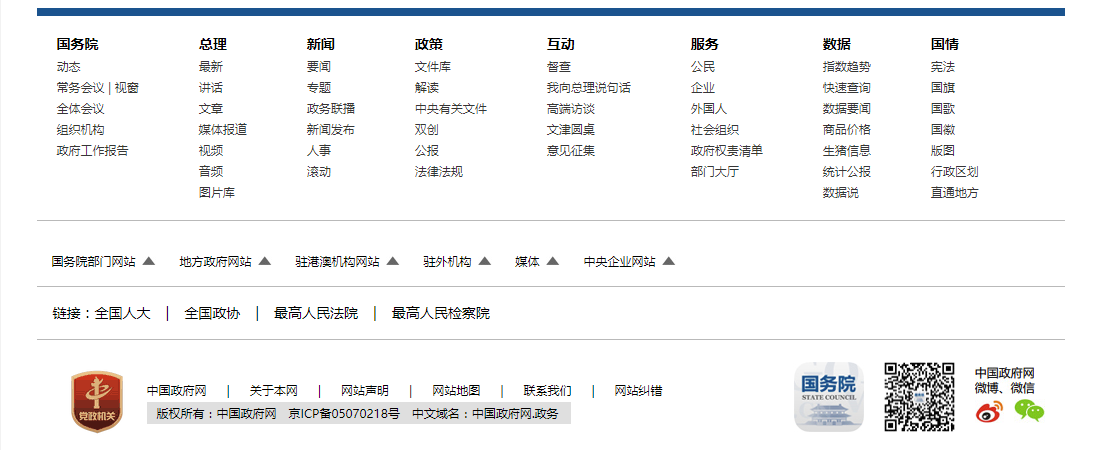 国务院 总理 新闻 政策 互动 服务 数据 国情
动态 最新 要闻 文件库 督查 公民 指数趋势 宪法
常务会议 | 视窗 讲话 专题 解读 我向总理说句话 企业 快速查询 国旗
全体会议 文章 政务联播 中央有关文件 高端访谈 外国人 数据要闻 国歌
组织机构 媒体报道 新闻发布 双创 文津圆桌 社会组织 商品价格 国徽
政府工作报告 视频 人事 公报 意见征集 政府权责清单 生猪信息 版图
音频 滚动 法律法规 部门大厅 统计公报 行政区划
图片库 数据说 直通地方
国务院部门网站 地方政府网站 驻港澳机构网站 驻外机构 媒体 中央企业网站
链接：全国人大 | 全国政协 | 最高人民法院 | 最高人民检察院
党政机关
中国政府网 | 关于本网 | 网站声明 | 网站地图 | 联系我们 | 网站纠错
版权所有：中国政府网 京ICP备05070218号 中文域名：中国政府网.政务
国务院
STATE COUNCIL
中国政府网
微博、微信